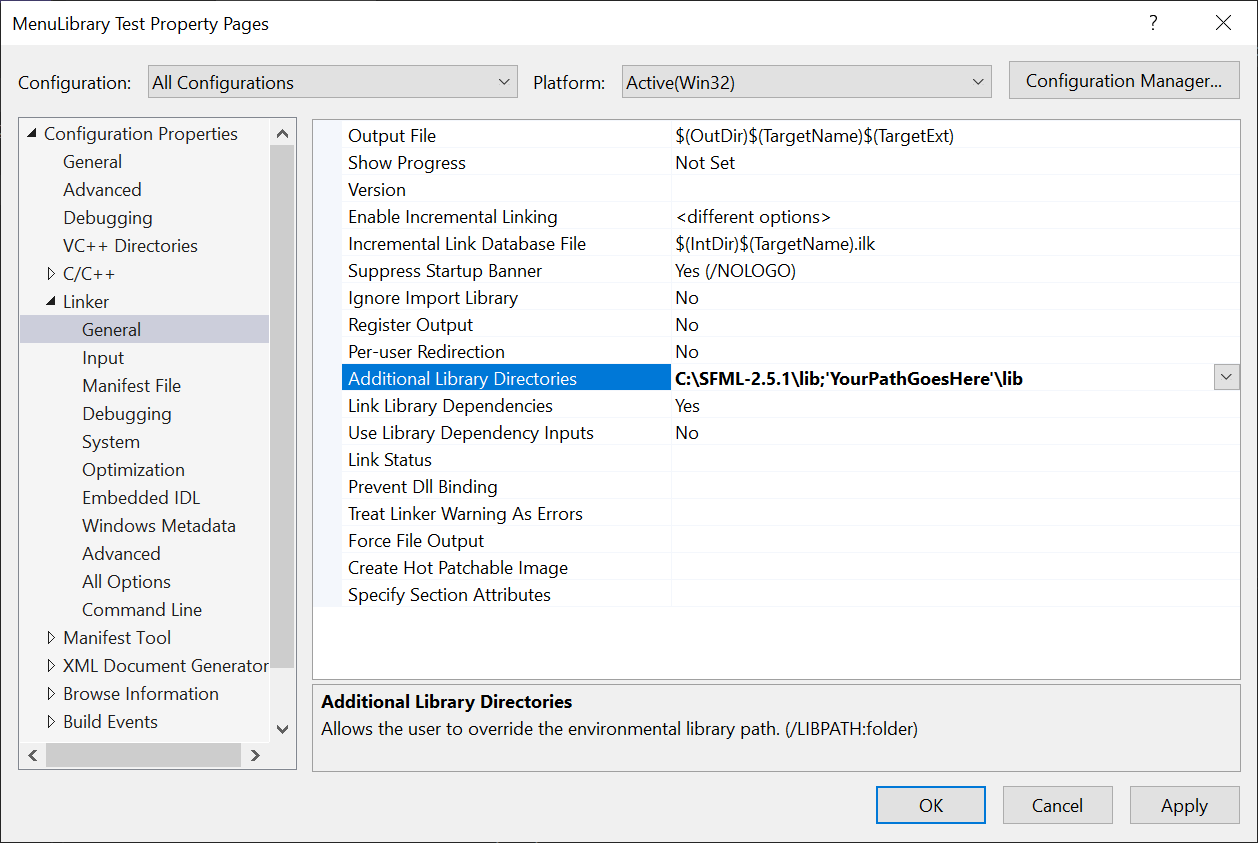 MenuLibrary Test Property Pages
?
Configuration: All Configurations Platform: Active(Win32) Configuration Manager...
Configuration Properties
General
Advanced
Debugging
VC++ Directories
C/C++
Linker
General
Input
Manifest File
Debugging
System
Optimization
Embedded IDL
Windows Metadata
Advanced
All Options
Command Line
Manifest Tool
XML Document Generator
Browse Information
Build Events
Output File $(OutDir)$(TargetName)$(TargetExt)
Show Progress Not Set
Version
Enable Incremental Linking <different options>
Incremental Link Database File $(IntDir)$(TargetName).ilk
Suppress Startup Banner Yes (/NOLOGO)
Ignore Import Library No
Register Output No
Per-user Redirection No
Additional Library Directories C:\SFML-2.5.1\lib;'YourPathGoesHere'\lib
Link Library Dependencies Yes
Use Library Dependency Inputs No
Link Status
Prevent Dll Binding
Treat Linker Warning As Errors
Force File Output
Create Hot Patchable Image
Specify Section Attributes
Additional Library Directories
Allows the user to override the environmental library path. (/LIBPATH:folder)
OK Cancel Apply